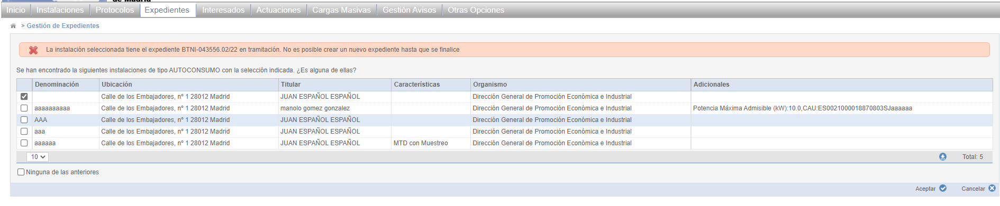 de Madrid
Inicio Instalaciones Protocolos Expedientes Interesados Actuaciones Cargas Masivas Gestión Avisos Otras Opciones
> Gestión de Expedientes
La instalación seleccionada tiene el expediente BTNI-043556.02/22 en tramitación. No es posible crear un nuevo expediente hasta que se finalice
Se han encontrado la siguientes instalaciones de tipo AUTOCONSUMO con la selección indicada. ¿Es alguna de ellas?
Denominación Ubicación Titular Características Organismo Adicionales
Calle de los Embajadores, nº 1 28012 Madrid JUAN ESPAÑOL ESPAÑOL Dirección General de Promoción Económica e Industrial
aaaaaaaaaa Calle de los Embajadores, nº 1 28012 Madrid manolo gomez gonzalez Dirección General de Promoción Económica e Industrial Potencia Máxima Admisible (kW):10.0,CAU:ES0021000018870803SJaaaaaa
AAA Calle de los Embajadores, nº 1 28012 Madrid JUAN ESPAÑOL ESPAÑOL Dirección General de Promoción Económica e Industrial
aaa Calle de los Embajadores, nº 1 28012 Madrid JUAN ESPAÑOL ESPAÑOL Dirección General de Promoción Económica e Industrial
aaaaaa Calle de los Embajadores, nº 1 28012 Madrid JUAN ESPAÑOL ESPAÑOL MTD con Muestreo Dirección General de Promoción Económica e Industrial
10 Total: 5
Ninguna de las anteriores
Aceptar Cancelar